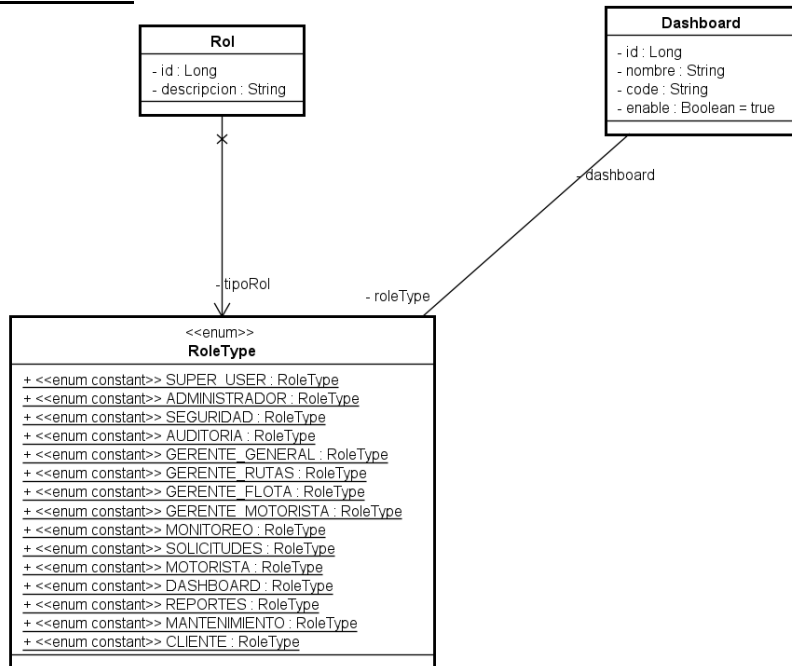 Rol
- id : Long
- descripcion : String
Dashboard
- id : Long
- nombre : String
- code : String
- enable : Boolean = true
- dashboard
- tipoRol
- roleType
<<enum>>
RoleType
+ <<enum constant>> SUPER_USER : RoleType
+ <<enum constant>> ADMINISTRADOR : RoleType
+ <<enum constant>> SEGURIDAD : RoleType
+ <<enum constant>> AUDITORIA : RoleType
+ <<enum constant>> GERENTE_GENERAL : RoleType
+ <<enum constant>> GERENTE_RUTAS : RoleType
+ <<enum constant>> GERENTE_FLOTA : RoleType
+ <<enum constant>> GERENTE_MOTORISTA : RoleType
+ <<enum constant>> MONITOREO : RoleType
+ <<enum constant>> SOLICITUDES : RoleType
+ <<enum constant>> MOTORISTA : RoleType
+ <<enum constant>> DASHBOARD : RoleType
+ <<enum constant>> REPORTES : RoleType
+ <<enum constant>> MANTENIMIENTO : RoleType
+ <<enum constant>> CLIENTE : RoleType